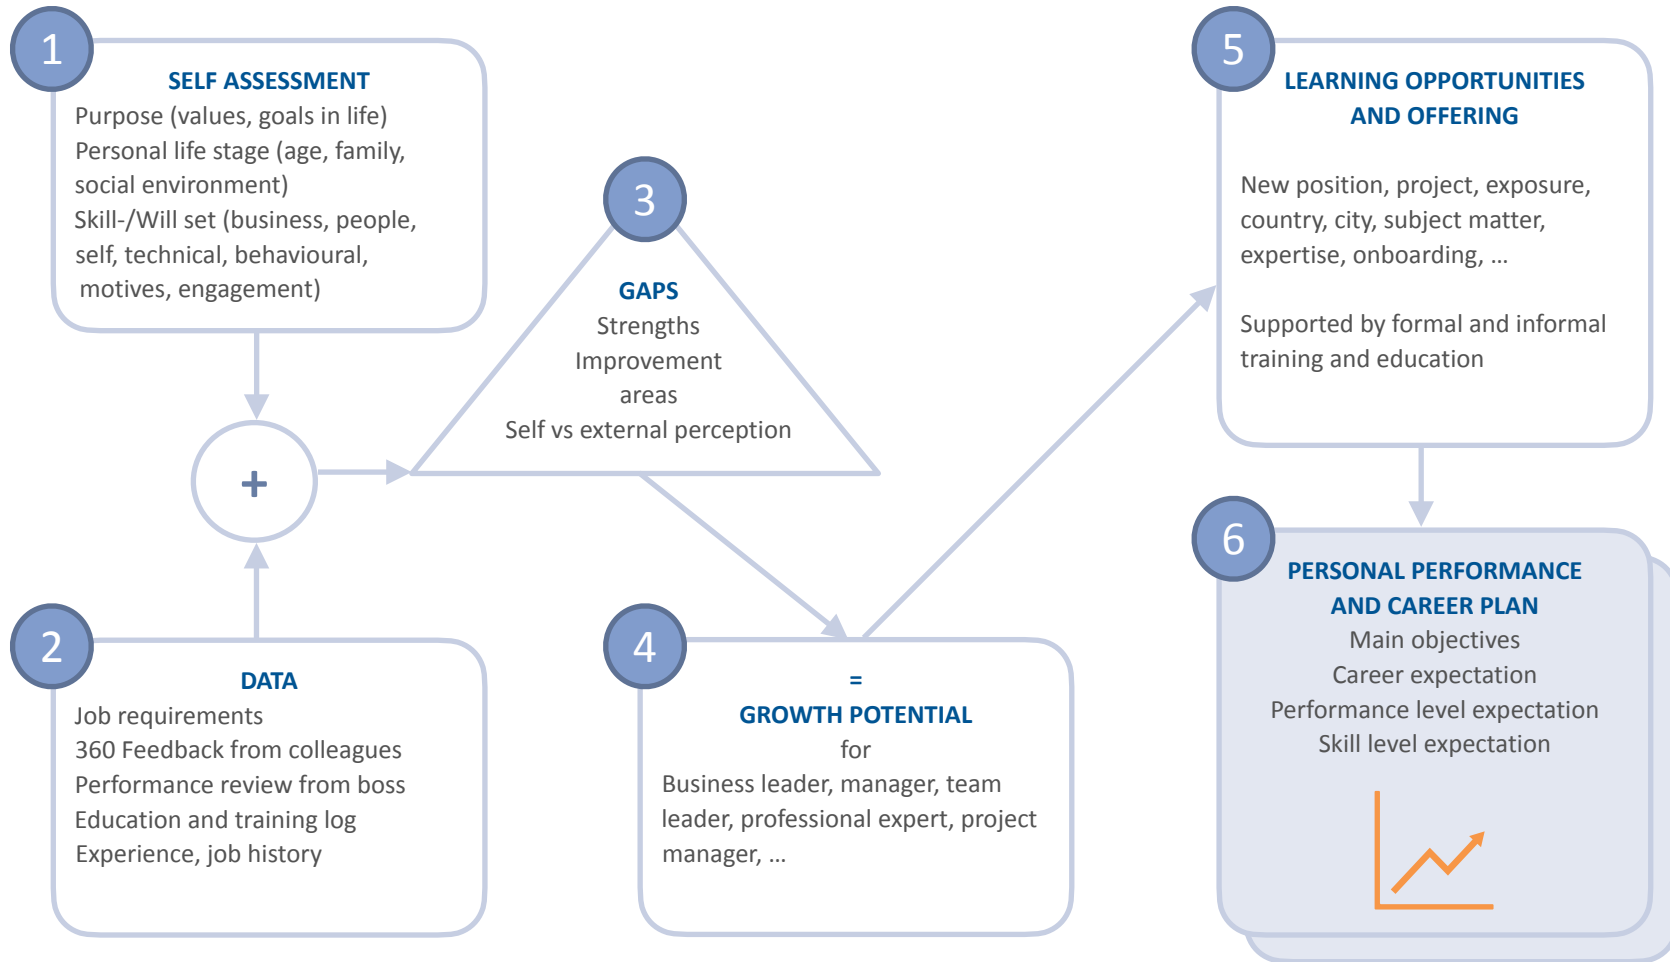 1
SELF ASSESSMENT
Purpose (values, goals in life)
Personal life stage (age, family,
social environment)
Skill-/Will set (business, people,
self, technical, behavioural,
motives, engagement)
+
2
DATA
Job requirements
360 Feedback from colleagues
Performance review from boss
Education and training log
Experience, job history
3
GAPS
Strengths
Improvement
areas
Self vs external perception
4
=
GROWTH POTENTIAL
for
Business leader, manager, team
leader, professional expert, project
manager, ...
5
LEARNING OPPORTUNITIES
AND OFFERING
New position, project, exposure,
country, city, subject matter,
expertise, onboarding, ...
Supported by formal and informal
training and education
6
PERSONAL PERFORMANCE
AND CAREER PLAN
Main objectives
Career expectation
Performance level expectation
Skill level expectation